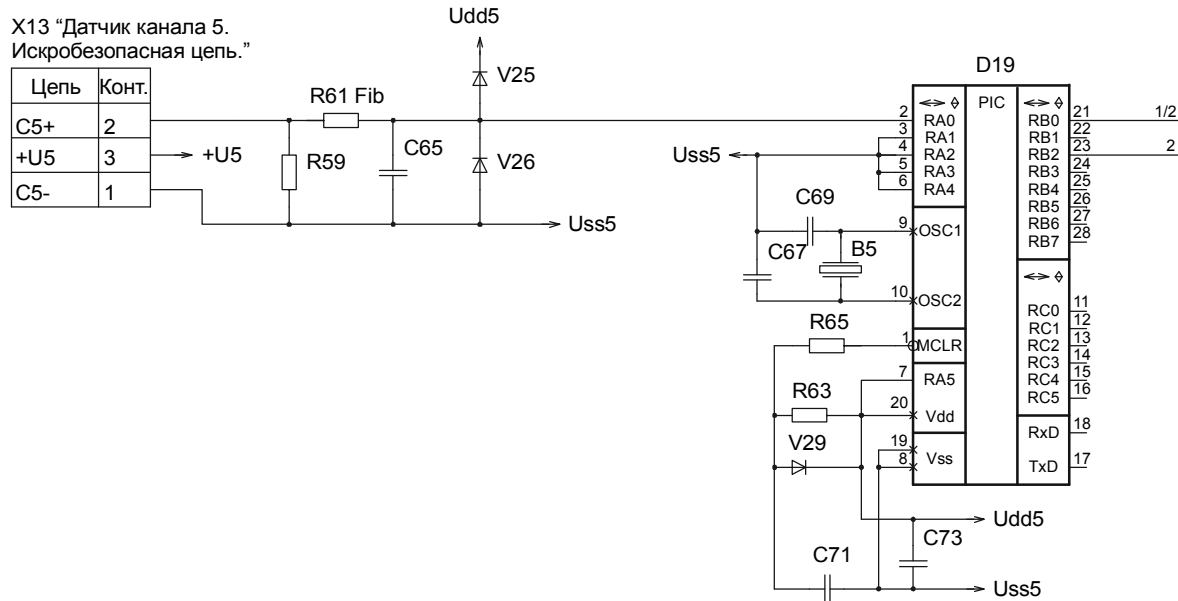 X13 “Датчик канала 5.
Искробезопасная цепь.”
Цепь Конт.
C5+ 2
+U5 3
C5- 1
+U5
R59
R61 Fib
C65
Udd5
V25
V26
Uss5
D19
PIC
2 RA0
3 RA1
4 RA2
5 RA3
6 RA4
Uss5
9 OSC1
10 OSC2
C69
C67
B5
R65
1 MCLR
R63
7 RA5
20 Vdd
V29
19
8 Vss
C71
C73
Udd5
Uss5
RB0 21 1/2
RB1 22
RB2 23 2
RB3 24
RB4 25
RB5 26
RB6 27
RB7 28
RC0 11
RC1 12
RC2 13
RC3 14
RC4 15
RC5 16
RxD 18
TxD 17